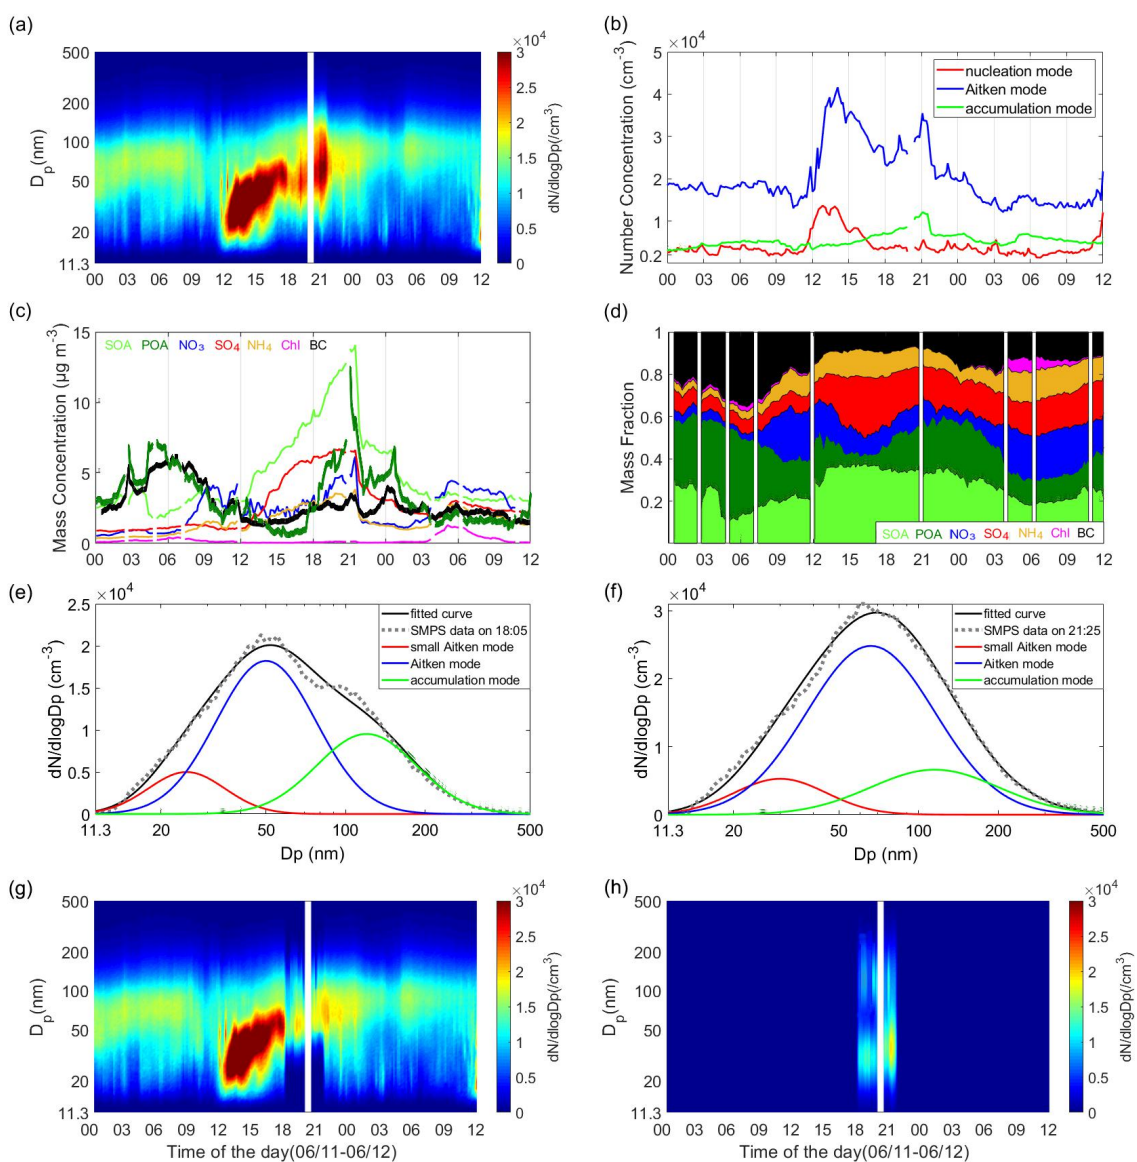 (a)
×10⁴
500
200
100
50
20
11.3
Dp(nm)
00 03 06 09 12 15 18 21 00 03 06 09 12
3
2.5
2
1.5
1
0.5
0
dN/dlogDp(/cm³)
(b)
×10⁴
5
4
3
2
1
0.2
Number Concentration (cm⁻³)
nucleation mode
Aitken mode
accumulation mode
00 03 06 09 12 15 18 21 00 03 06 09 12
(c)
15
10
5
0
Mass Concentration (µg m⁻³)
SOA POA NO₃ SO₄ NH₄ Chl BC
00 03 06 09 12 15 18 21 00 03 06 09 12
(d)
1
0.8
0.6
0.4
0.2
Mass Fraction
SOA POA NO₃ SO₄ NH₄ Chl BC
00 03 06 09 12 15 18 21 00 03 06 09 12
(e)
×10⁴
2.5
2
1.5
1
0.5
0
dN/dlogDp (cm⁻³)
fitted curve
SMPS data on 18:05
small Aitken mode
Aitken mode
accumulation mode
11.3 20 50 100 200 500
Dp (nm)
(f)
×10⁴
3
2
1
0
dN/dlogDp (cm⁻³)
fitted curve
SMPS data on 21:25
small Aitken mode
Aitken mode
accumulation mode
11.3 20 50 100 200 500
Dp (nm)
(g)
×10⁴
500
200
100
50
20
11.3
Dp(nm)
00 03 06 09 12 15 18 21 00 03 06 09 12
Time of the day(06/11-06/12)
3
2.5
2
1.5
1
0.5
0
dN/dlogDp(/cm³)
(h)
×10⁴
500
200
100
50
20
11.3
Dp(nm)
00 03 06 09 12 15 18 21 00 03 06 09 12
Time of the day(06/11-06/12)
3
2.5
2
1.5
1
0.5
0
dN/dlogDp(/cm³)